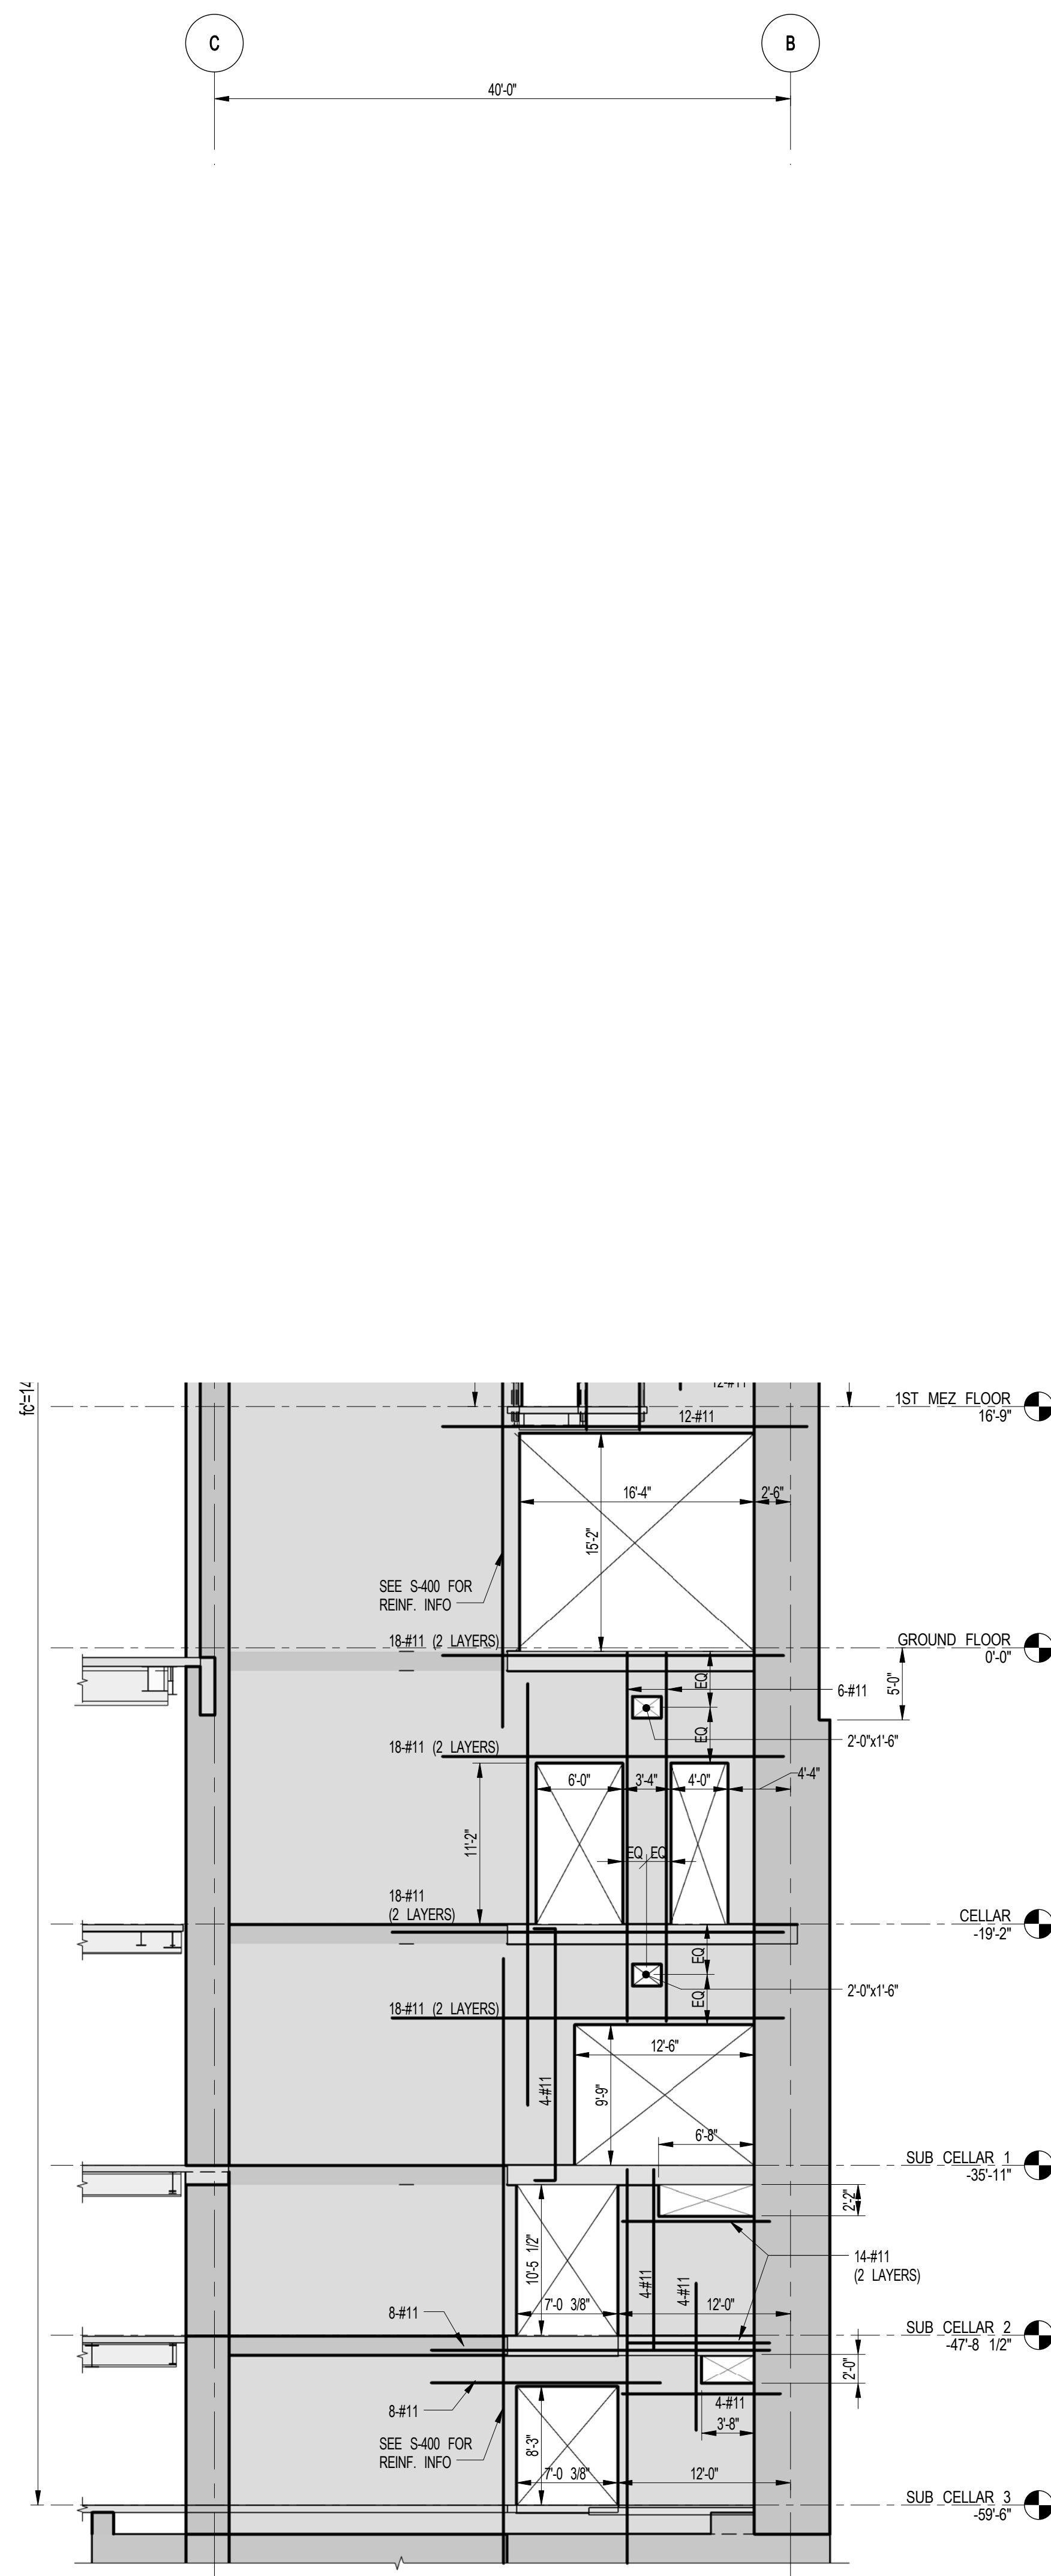 C
B
40'-0"
fc'=14
12-#11
1ST MEZ FLOOR
16'-9"
12-#11
16'-4"
2'-6"
15'-2"
SEE S-400 FOR
REINF. INFO
18-#11 (2 LAYERS)
GROUND FLOOR
0'-0"
EQ
6-#11
5'-0"
EQ
2'-0"x1'-6"
18-#11 (2 LAYERS)
6'-0"
3'-4"
4'-0"
4'-4"
11'-2"
EQ
EQ
18-#11
(2 LAYERS)
CELLAR
-19'-2"
EQ
EQ
2'-0"x1'-6"
18-#11 (2 LAYERS)
12'-6"
9'-9"
4-#11
6'-8"
SUB CELLAR 1
-35'-11"
2'-2"
10'-5 1/2"
14-#11
(2 LAYERS)
4-#11
4-#11
7'-0 3/8"
12'-0"
8-#11
SUB CELLAR 2
-47'-8 1/2"
2'-0"
8-#11
4-#11
3'-8"
SEE S-400 FOR
REINF. INFO
8'-3"
7'-0 3/8"
12'-0"
SUB CELLAR 3
-59'-6"